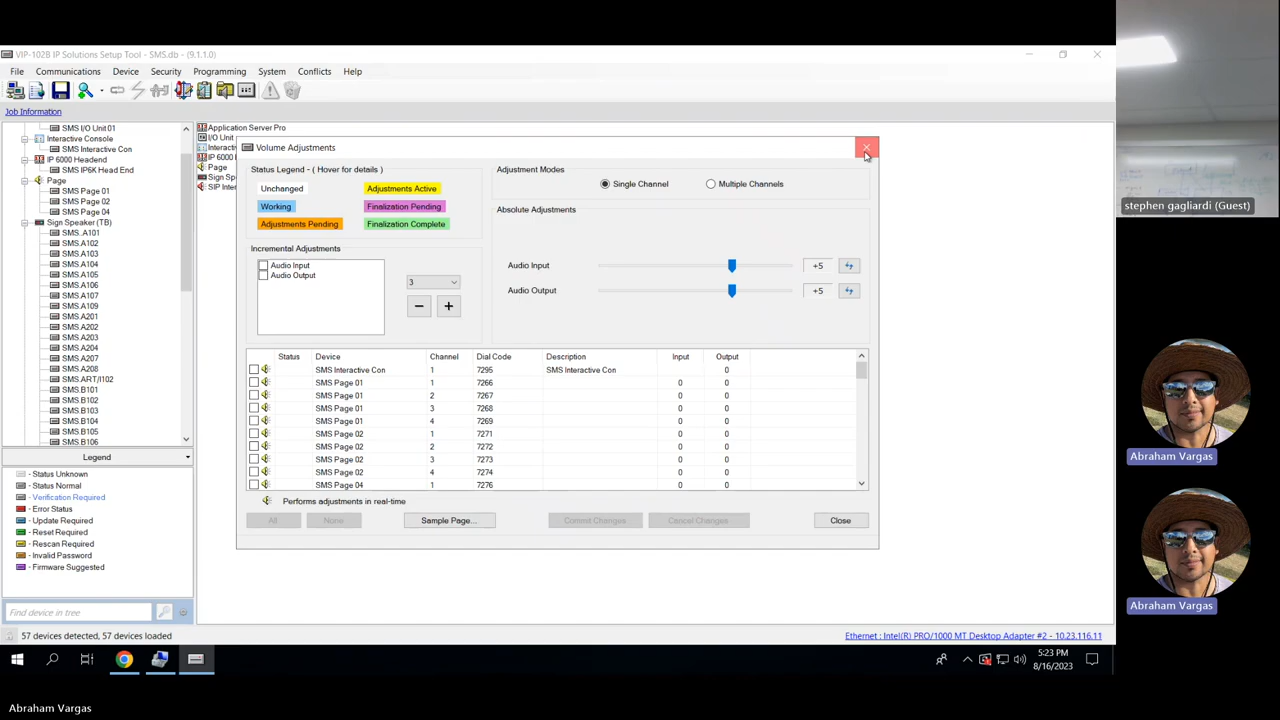 VIP-102B IP Solutions Setup Tool - SMS.db - (9.1.1.0)
File Communications Device Security Programming System Conflicts Help
Job Information
SMS I/O Unit 01
Interactive Console
SMS Interactive Con
IP 6000 Headend
SMS IP6K Head End
Page
SMS Page 01
SMS Page 02
SMS Page 04
Sign Speaker (TB)
SMS..A101
SMS.A102
SMS.A103
SMS.A104
SMS.A105
SMS.A106
SMS.A107
SMS.A109
SMS.A201
SMS.A202
SMS.A203
SMS.A204
SMS.A207
SMS.A208
SMS.ART/I102
SMS.B101
SMS.B102
SMS.B103
SMS.B104
SMS.B105
SMS.B106
Legend
- Status Unknown
- Status Normal
- Verification Required
- Error Status
- Update Required
- Reset Required
- Rescan Required
- Invalid Password
- Firmware Suggested
Find device in tree
57 devices detected, 57 devices loaded
Application Server Pro
I/O Unit
Interacti
IP 6000
Page
Sign Sp
SIP Inte
Volume Adjustments
Status Legend - ( Hover for details )
Unchanged Adjustments Active
Working Finalization Pending
Adjustments Pending Finalization Complete
Adjustment Modes
Single Channel Multiple Channels
Absolute Adjustments
Audio Input +5
Audio Output +5
Incremental Adjustments
Audio Input
Audio Output
3
− +
Status Device Channel Dial Code Description Input Output
SMS Interactive Con 1 7295 SMS Interactive Con 0
SMS Page 01 1 7266 0 0
SMS Page 01 2 7267 0 0
SMS Page 01 3 7268 0 0
SMS Page 01 4 7269 0 0
SMS Page 02 1 7271 0 0
SMS Page 02 2 7272 0 0
SMS Page 02 3 7273 0 0
SMS Page 02 4 7274 0 0
SMS Page 04 1 7276 0 0
Performs adjustments in real-time
All None Sample Page... Commit Changes Cancel Changes Close
Ethernet : Intel(R) PRO/1000 MT Desktop Adapter #2 - 10.23.116.11
5:23 PM
8/16/2023
stephen gagliardi (Guest)
Abraham Vargas
Abraham Vargas
Abraham Vargas